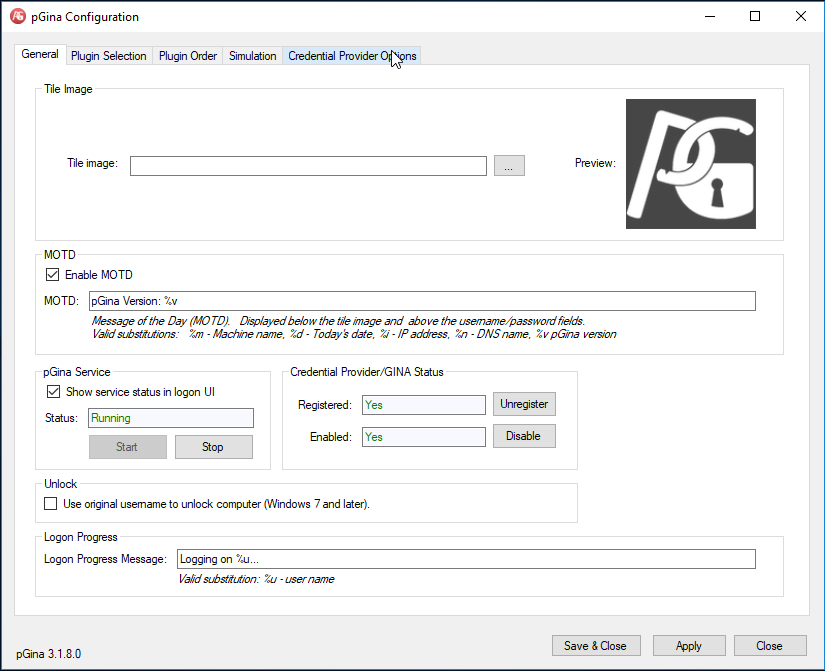 pGina Configuration
General
Plugin Selection
Plugin Order
Simulation
Credential Provider Options
Tile Image
Tile image:
...
Preview:
MOTD
Enable MOTD
MOTD:
pGina Version: %v
Message of the Day (MOTD). Displayed below the tile image and above the username/password fields.
Valid substitutions: %m - Machine name, %d - Today's date, %i - IP address, %n - DNS name, %v pGina version
pGina Service
Show service status in logon UI
Status:
Running
Start
Stop
Credential Provider/GINA Status
Registered:
Yes
Unregister
Enabled:
Yes
Disable
Unlock
Use original username to unlock computer (Windows 7 and later).
Logon Progress
Logon Progress Message:
Logging on %u...
Valid substitution: %u - user name
pGina 3.1.8.0
Save & Close
Apply
Close